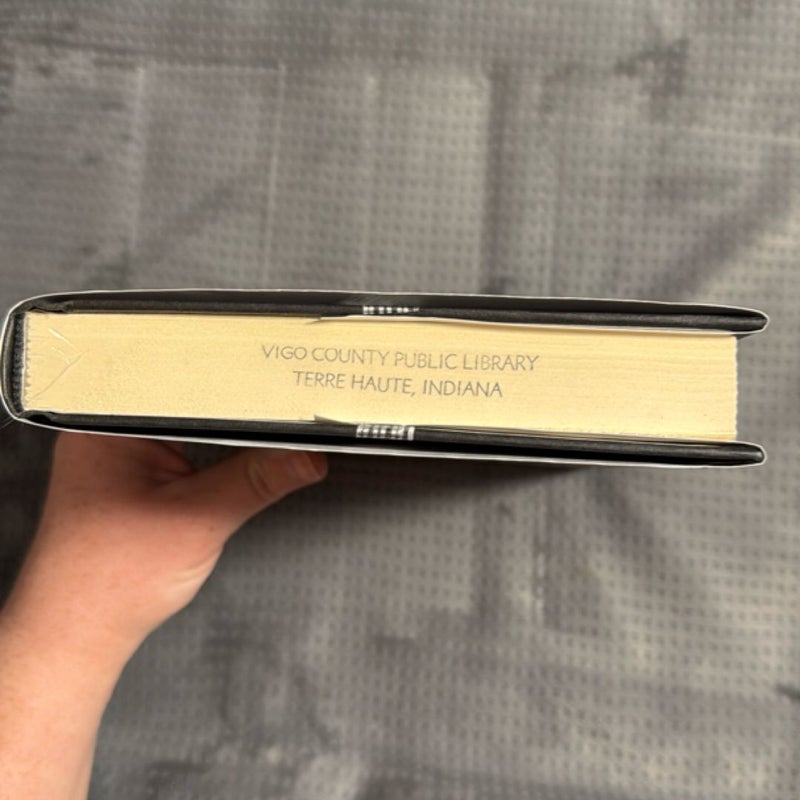 VIGO COUNTY PUBLIC LIBRARY
TERRE HAUTE, INDIANA